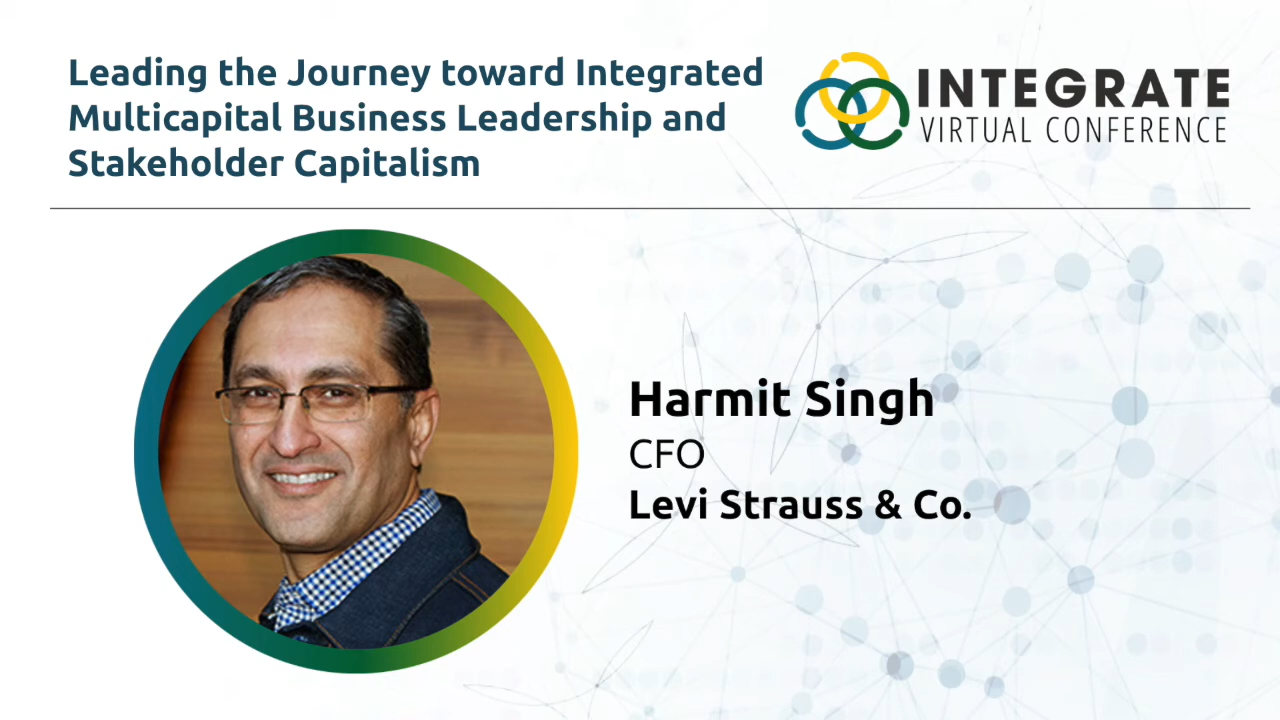 Leading the Journey toward Integrated
Multicapital Business Leadership and
Stakeholder Capitalism
INTEGRATE
VIRTUAL CONFERENCE
Harmit Singh
CFO
Levi Strauss & Co.